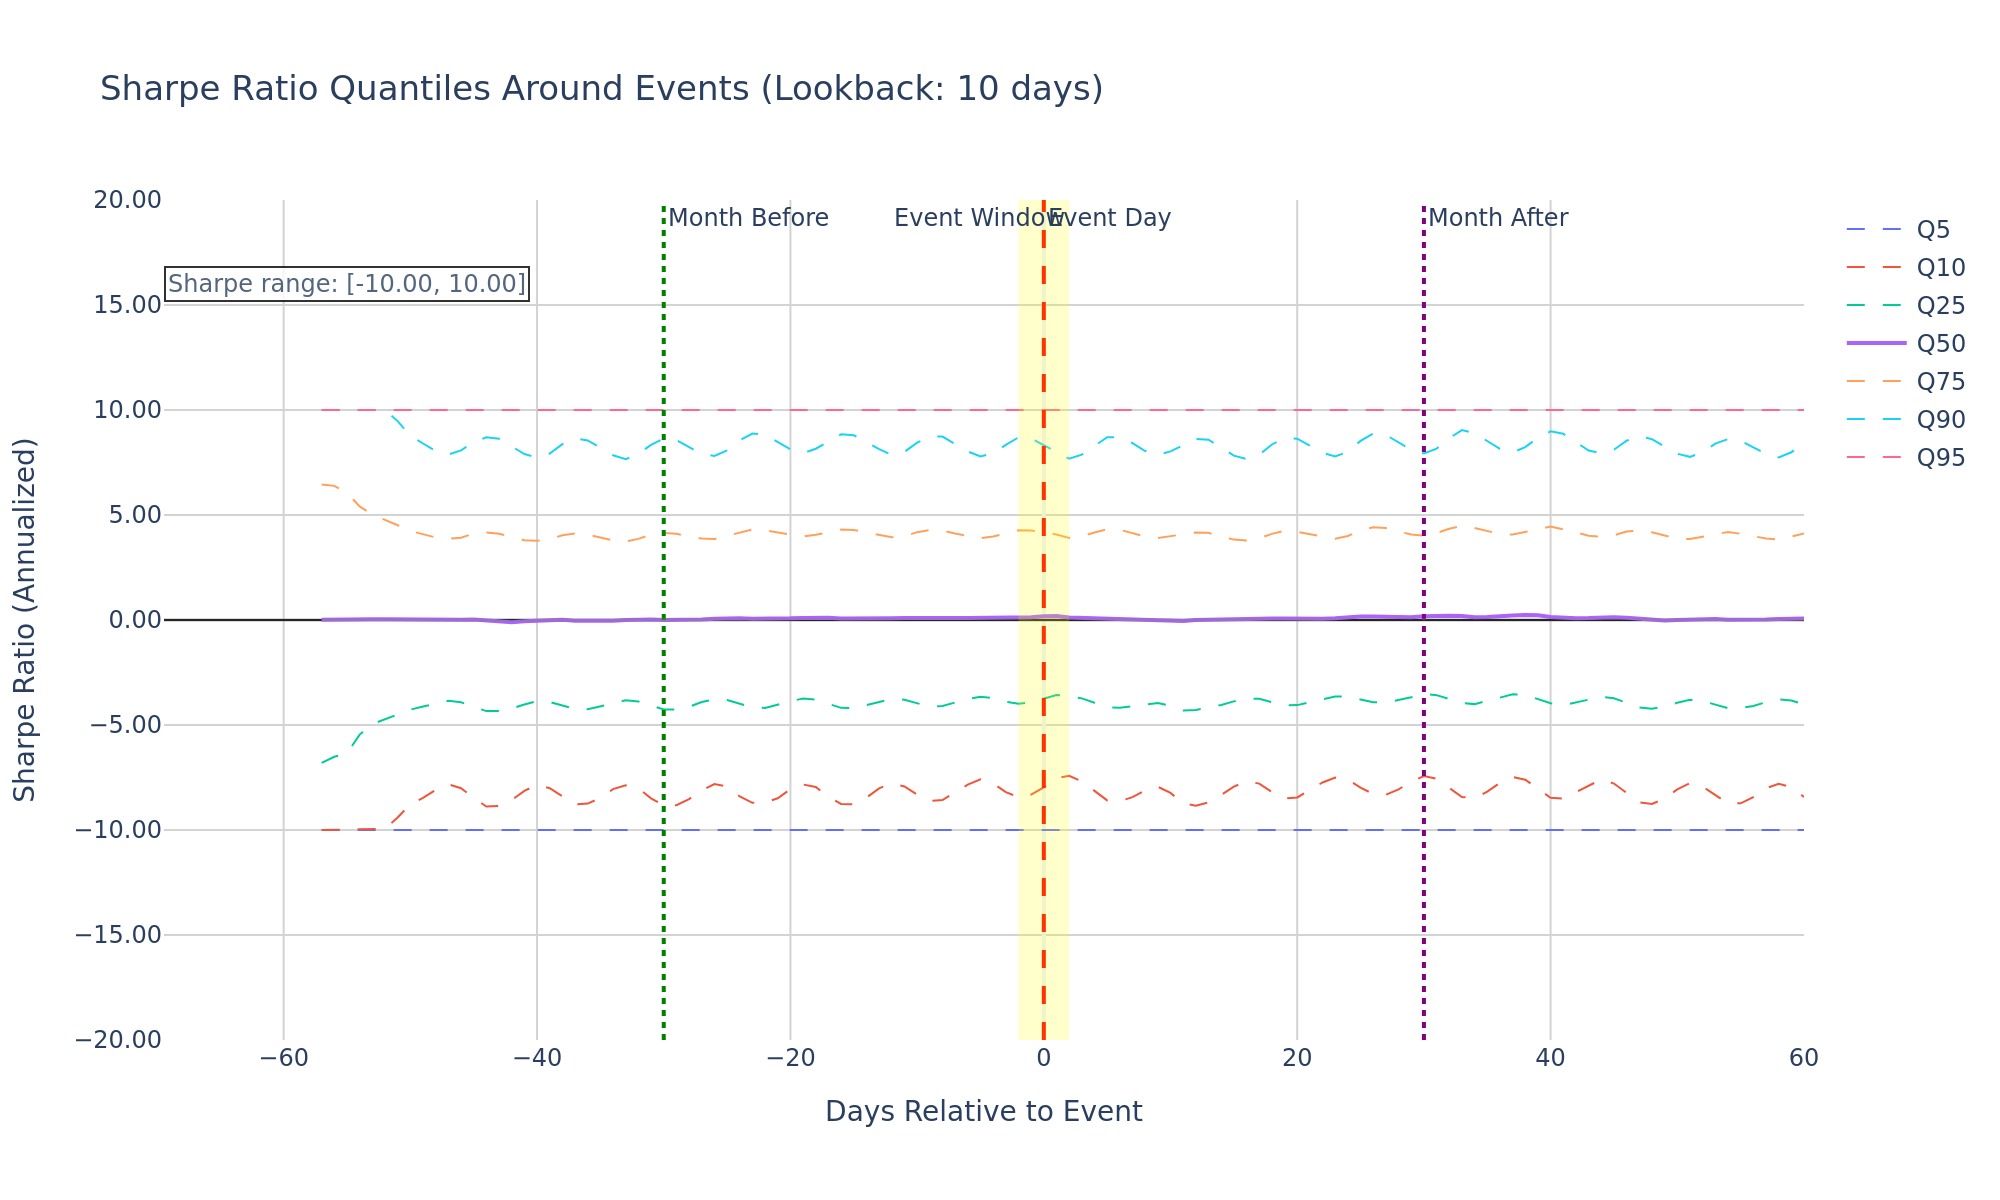 Sharpe Ratio Quantiles Around Events (Lookback: 10 days)
20.00
15.00
10.00
5.00
0.00
−5.00
−10.00
−15.00
−20.00
Sharpe Ratio (Annualized)
Month Before
Event Window
Event Day
Month After
Sharpe range: [-10.00, 10.00]
−60
−40
−20
0
20
40
60
Days Relative to Event
Q5
Q10
Q25
Q50
Q75
Q90
Q95